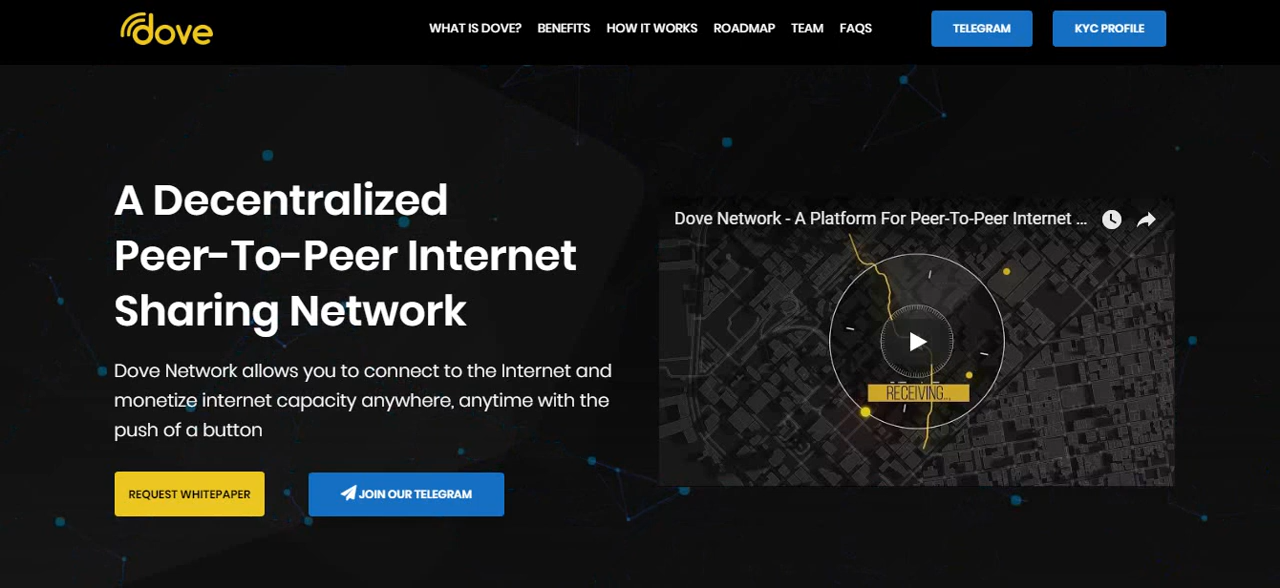 dove
WHAT IS DOVE? BENEFITS HOW IT WORKS ROADMAP TEAM FAQS TELEGRAM KYC PROFILE
A Decentralized
Peer-To-Peer Internet
Sharing Network
Dove Network allows you to connect to the Internet and
monetize internet capacity anywhere, anytime with the
push of a button
REQUEST WHITEPAPER
JOIN OUR TELEGRAM
Dove Network - A Platform For Peer-To-Peer Internet ...
RECEIVING...